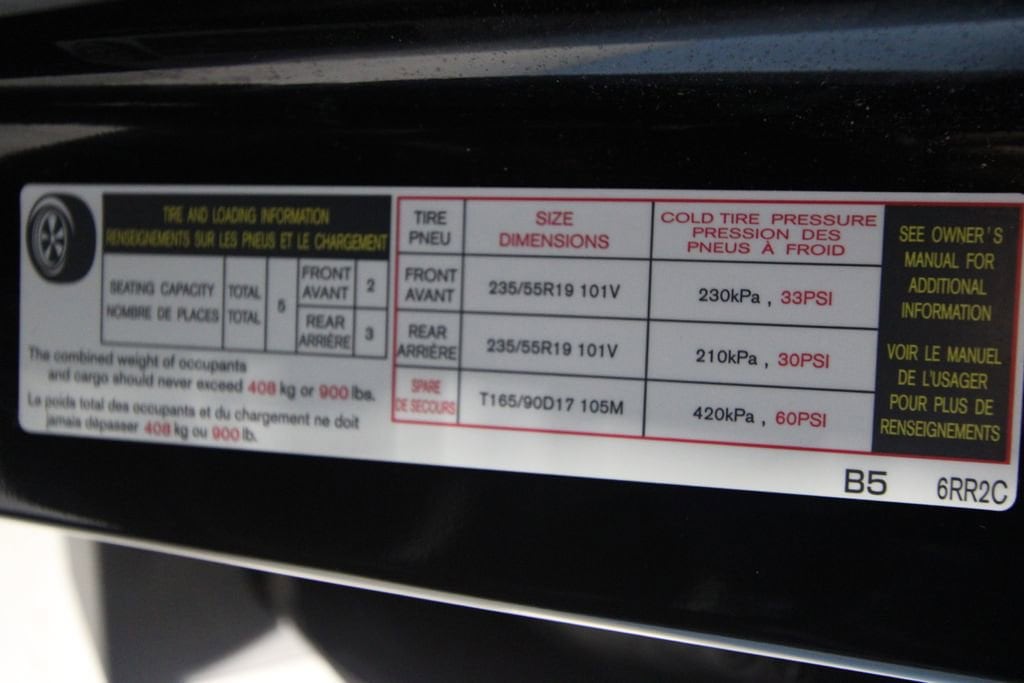 TIRE AND LOADING INFORMATION
RENSEIGNEMENTS SUR LES PNEUS ET LE CHARGEMENT
SEATING CAPACITY
NOMBRE DE PLACES
TOTAL
TOTAL
5
FRONT
AVANT
2
REAR
ARRIÈRE
3
The combined weight of occupants
and cargo should never exceed 408 kg or 900 lbs.
Le poids total des occupants et du chargement ne doit
jamais dépasser 408 kg ou 900 lb.
TIRE
PNEU
SIZE
DIMENSIONS
COLD TIRE PRESSURE
PRESSION DES
PNEUS À FROID
FRONT
AVANT
235/55R19 101V
230kPa , 33PSI
REAR
ARRIÈRE
235/55R19 101V
210kPa , 30PSI
SPARE
DE SECOURS
T165/90D17 105M
420kPa , 60PSI
SEE OWNER'S
MANUAL FOR
ADDITIONAL
INFORMATION
VOIR LE MANUEL
DE L'USAGER
POUR PLUS DE
RENSEIGNEMENTS
B5
6RR2C